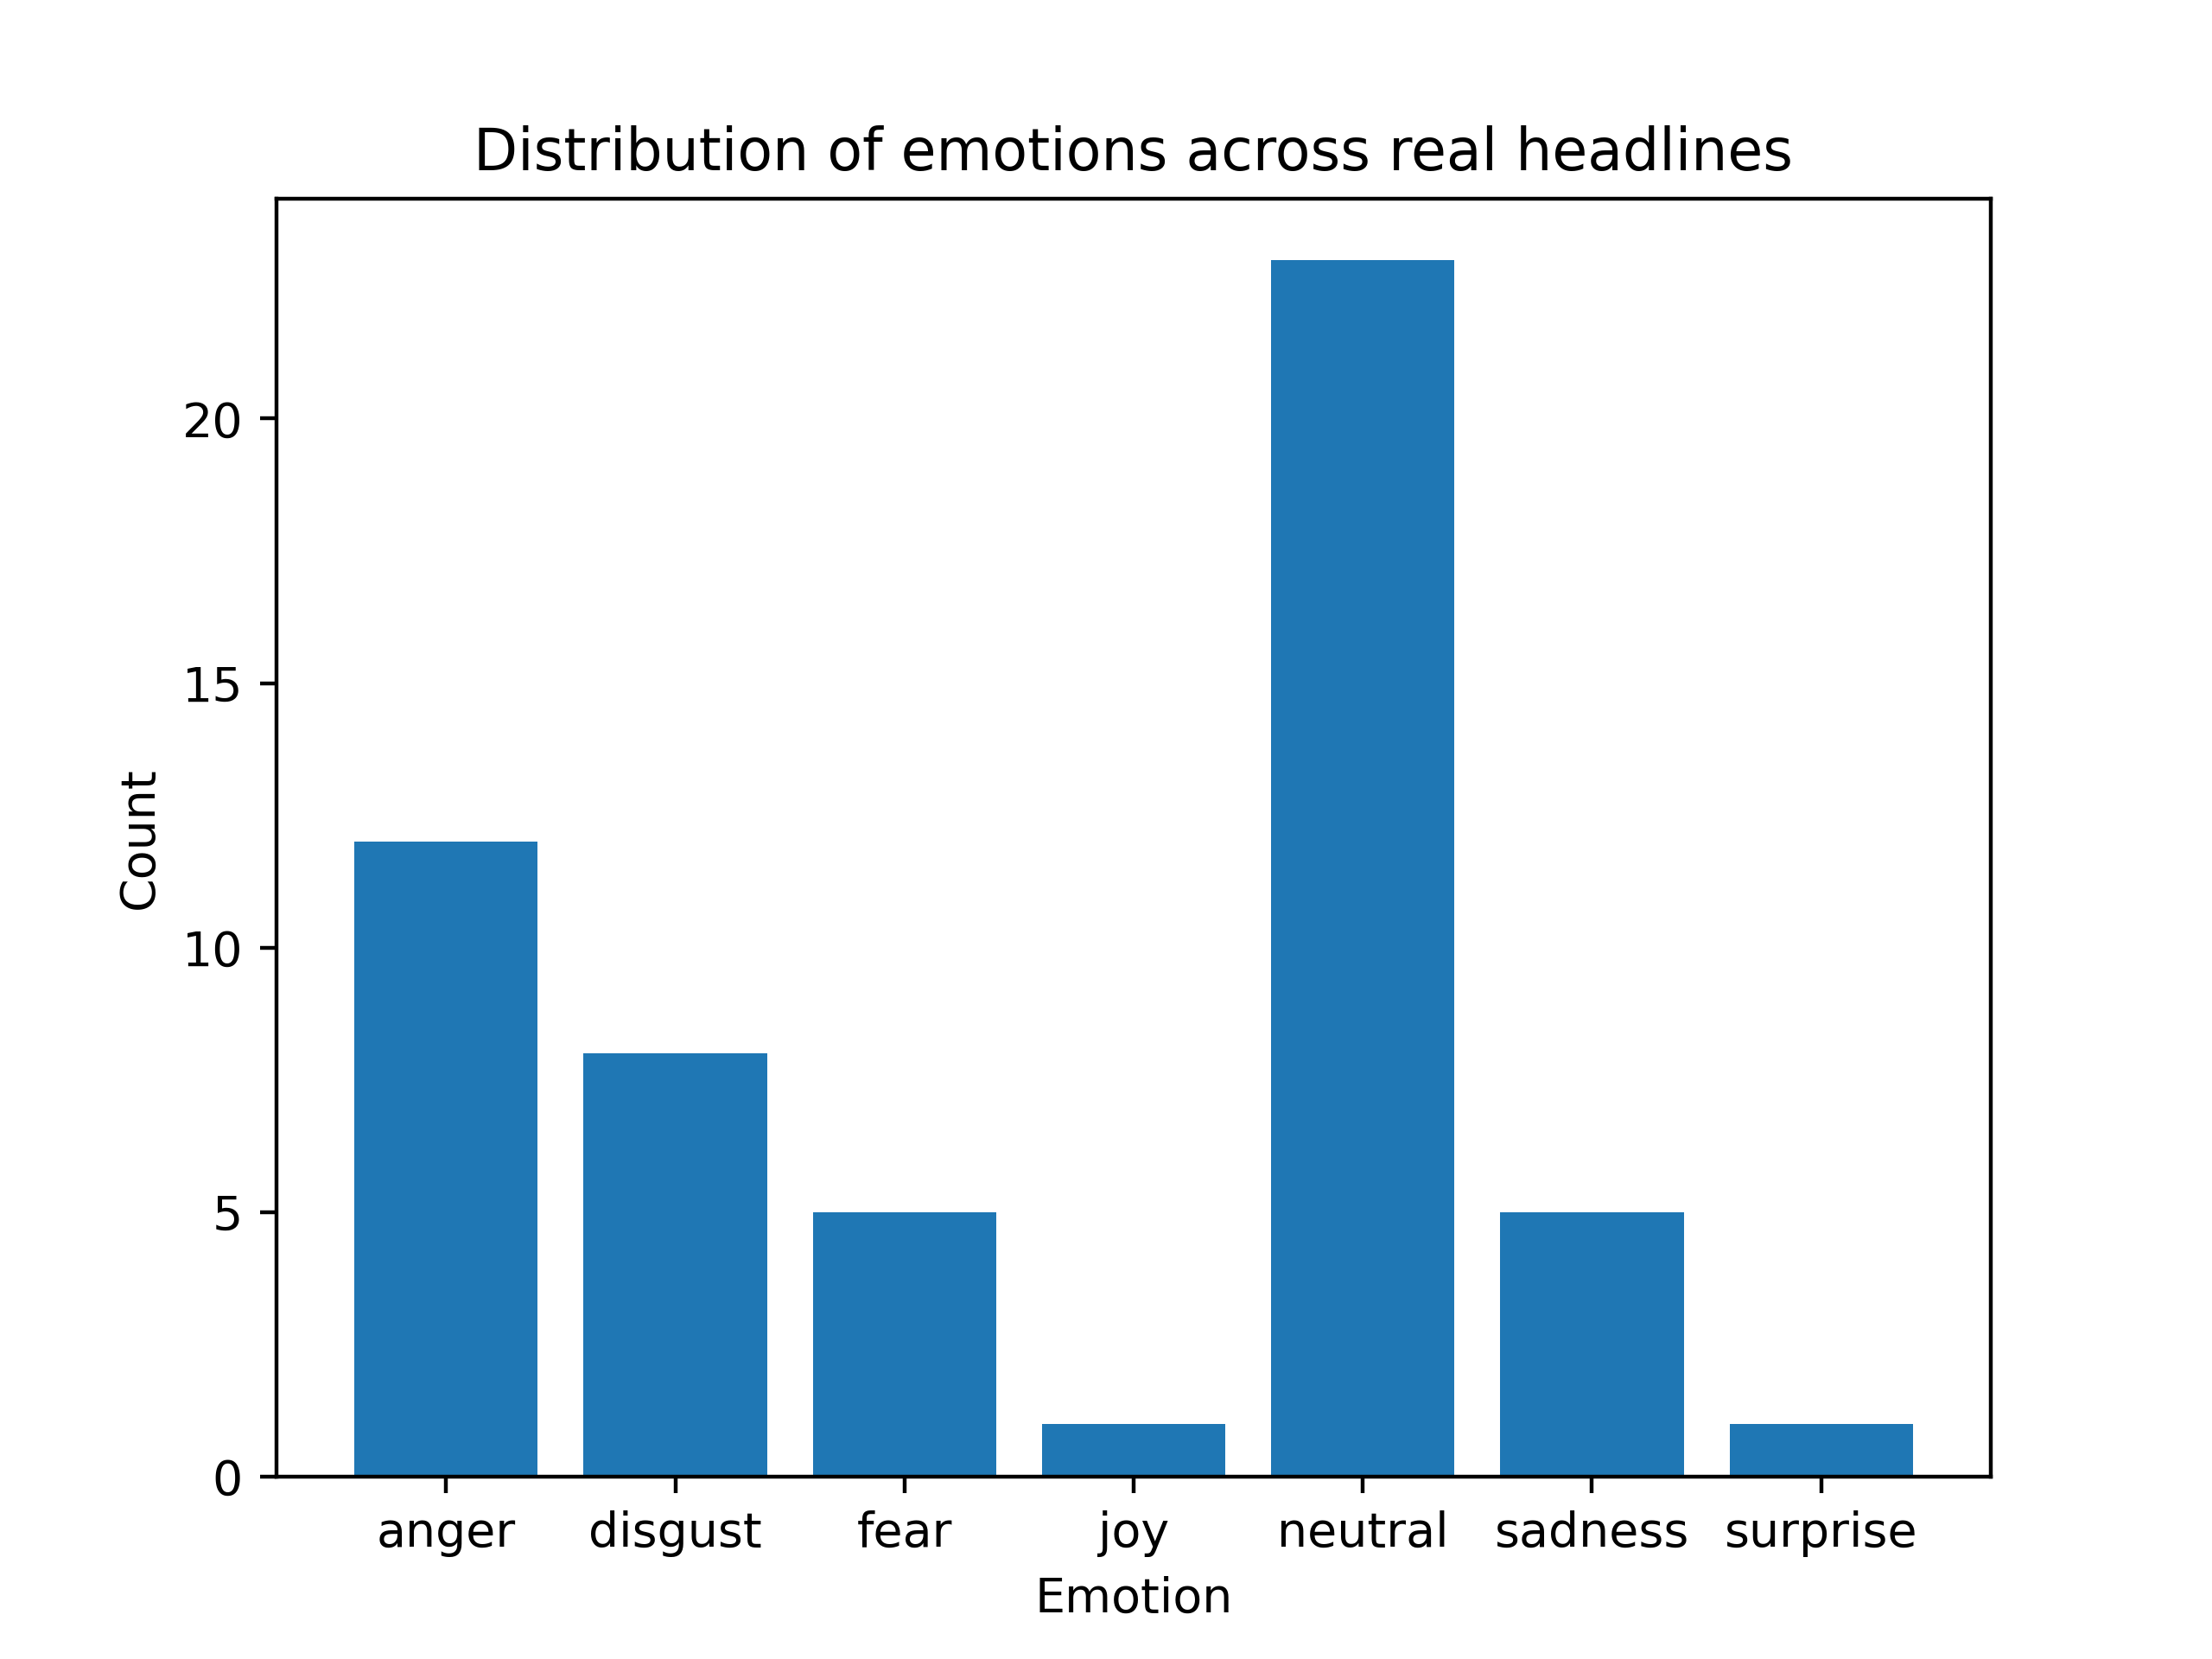 Distribution of emotions across real headlines
20
15
10
5
0
Count
anger disgust fear joy neutral sadness surprise
Emotion